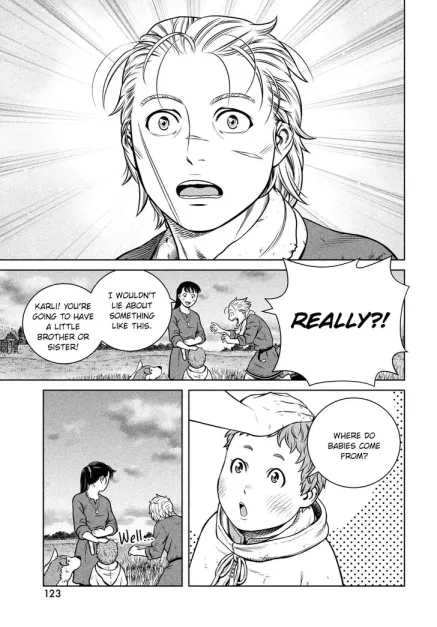 REALLY?!
I WOULDN'T
LIE ABOUT
SOMETHING
LIKE THIS.
KARLI! YOU'RE
GOING TO HAVE
A LITTLE
BROTHER OR
SISTER!
WHERE DO
BABIES
COME
FROM?
Well...
123